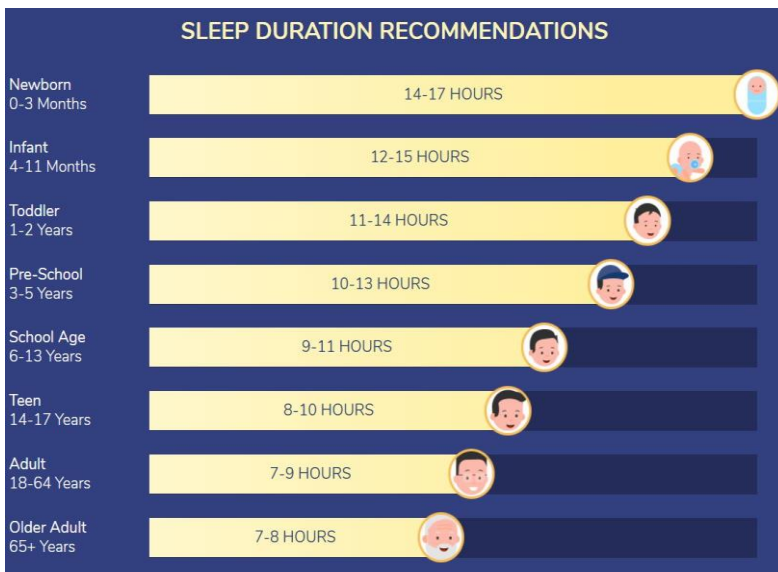 SLEEP DURATION RECOMMENDATIONS
Newborn
0-3 Months
14-17 HOURS
Infant
4-11 Months
12-15 HOURS
Toddler
1-2 Years
11-14 HOURS
Pre-School
3-5 Years
10-13 HOURS
School Age
6-13 Years
9-11 HOURS
Teen
14-17 Years
8-10 HOURS
Adult
18-64 Years
7-9 HOURS
Older Adult
65+ Years
7-8 HOURS